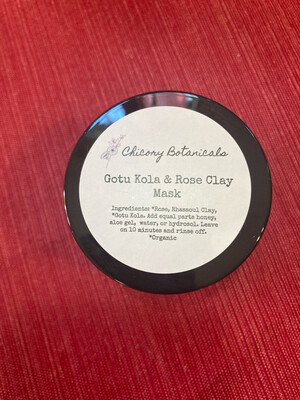 Chicory Botanicals
Gotu Kola & Rose Clay
Mask
Ingredients: *Rose, Rhassoul Clay,
*Gotu Kola. Add equal parts honey,
aloe gel, water, or hydrosol. Leave
on 10 minutes and rinse off.
*Organic